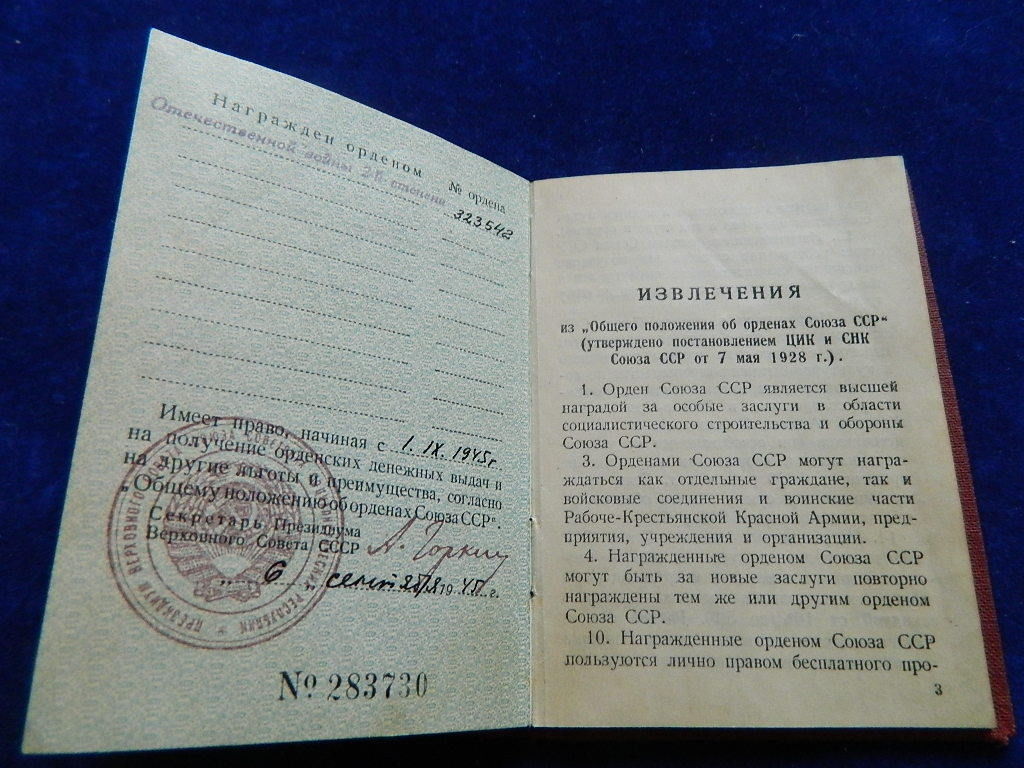 Награжден орденом
№ ордена
Отечественной войны 2й степени 323542
Имеет право, начиная с 1.IX.1945г.
на получение орденских денежных выдач и
на другие льготы и преимущества, согласно
„Общему положению об орденах Союза ССР“.
Секретарь Президиума
Верховного Совета СССР А. Горкин
„ 6 1945 г.
№ 283730
ИЗВЛЕЧЕНИЯ
из „Общего положения об орденах Союза ССР“
(утверждено постановлением ЦИК и СНК
Союза ССР от 7 мая 1928 г.).
1. Орден Союза ССР является высшей
наградой за особые заслуги в области
социалистического строительства и обороны
Союза ССР.
3. Орденами Союза ССР могут награ-
ждаться как отдельные граждане, так и
войсковые соединения и воинские части
Рабоче-Крестьянской Красной Армии, пред-
приятия, учреждения и организации.
4. Награжденные орденом Союза ССР
могут быть за новые заслуги повторно
награждены тем же или другим орденом
Союза ССР.
10. Награжденные орденом Союза ССР
пользуются лично правом бесплатного про-
3